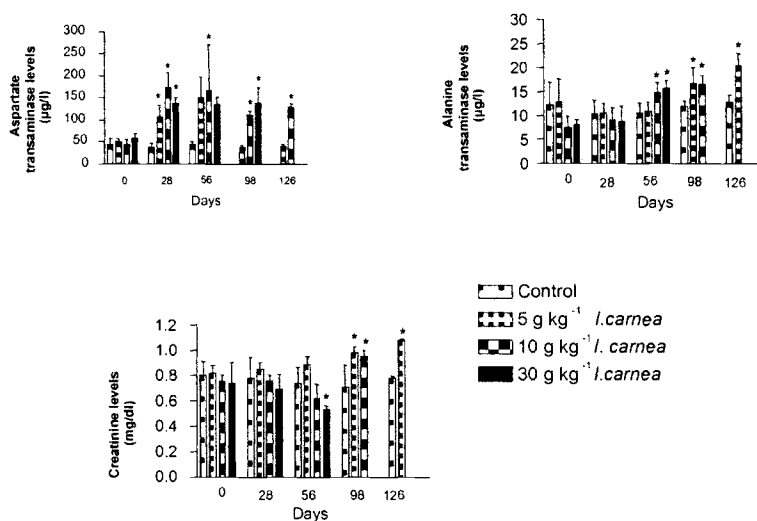 Aspartate
transaminase levels
(µg/l)
300
250
200
150
100
50
0
* * * * * * * *
0 28 56 98 126
Days
Alanine
transaminase levels
(µg/l)
30
25
20
15
10
5
0
* * * * *
0 28 56 98 126
Days
Creatinine levels
(mg/dl)
1.2
1.0
0.8
0.6
0.4
0.2
0.0
* * * *
0 28 56 98 126
Days
Control
5 g kg⁻¹ I.carnea
10 g kg⁻¹ I. carnea
30 g kg⁻¹ I.carnea